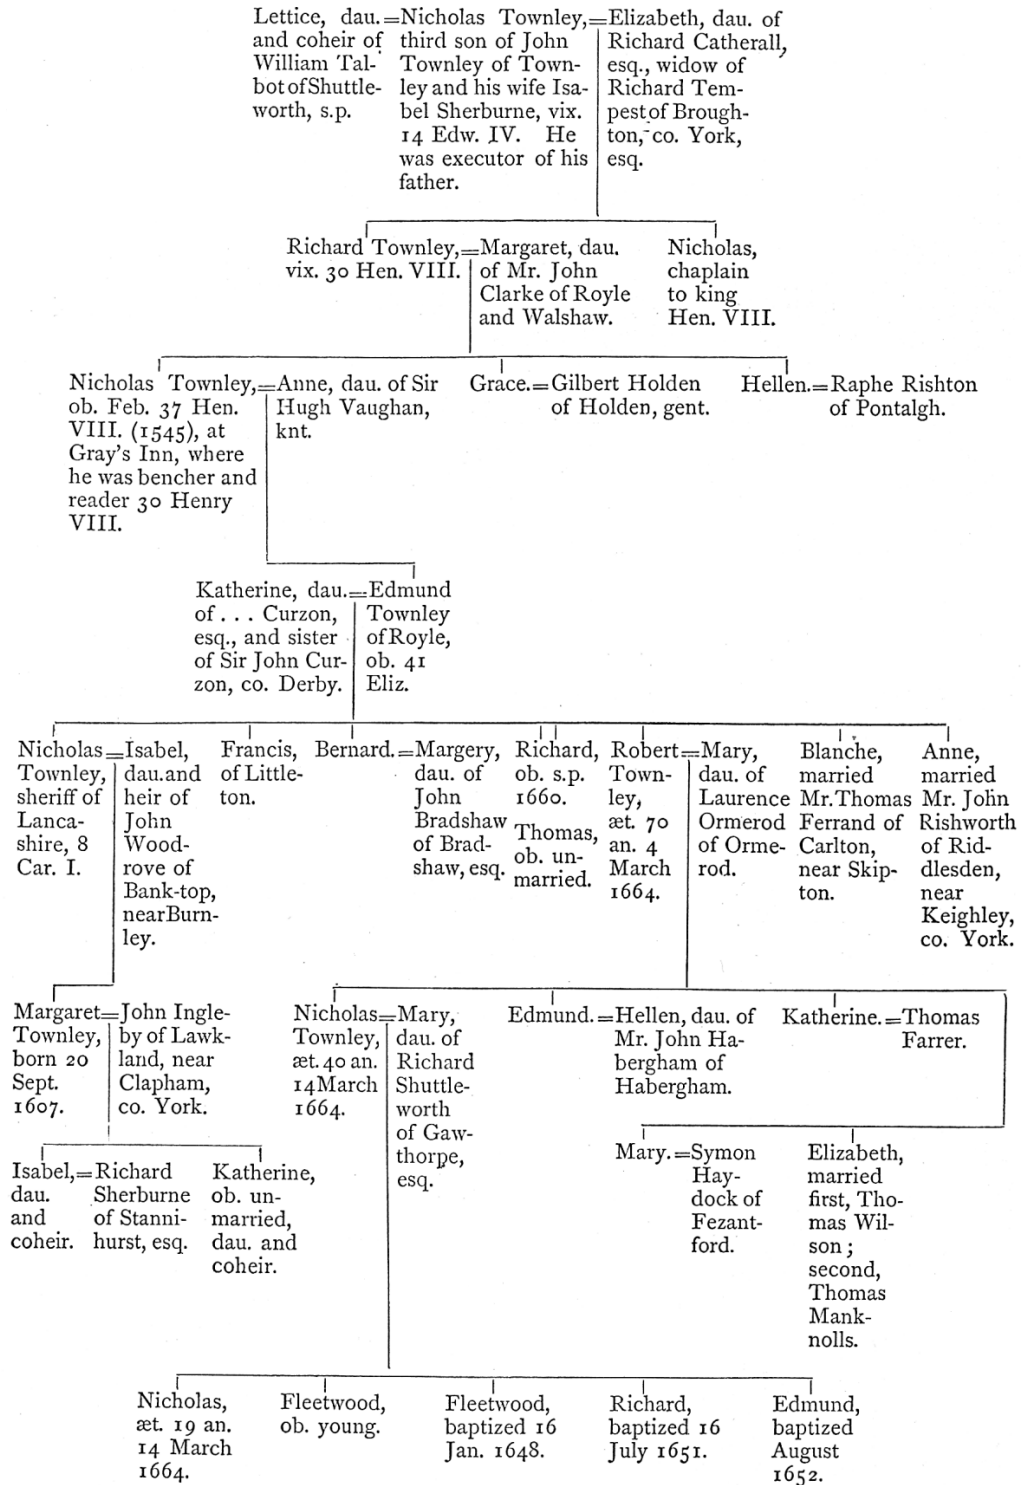 Lettice, dau.=
and coheir of
William Tal-
bot of Shuttle-
worth, s.p.
Nicholas Townley,=
third son of John
Townley of Town-
ley and his wife Isa-
bel Sherburne, vix.
14 Edw. IV. He
was executor of his
father.
Elizabeth, dau. of
Richard Catherall,
esq., widow of
Richard Tem-
pest of Brough-
ton, co. York,
esq.
Richard Townley,=
vix. 30 Hen. VIII.
Margaret, dau.
of Mr. John
Clarke of Royle
and Walshaw.
Nicholas,
chaplain
to king
Hen. VIII.
Nicholas Townley,=
ob. Feb. 37 Hen.
VIII. (1545), at
Gray's Inn, where
he was bencher and
reader 30 Henry
VIII.
Anne, dau. of Sir
Hugh Vaughan,
knt.
Grace.=Gilbert Holden
of Holden, gent.
Hellen.=Raphe Rishton
of Pontalgh.
Katherine, dau.=
of . . . Curzon,
esq., and sister
of Sir John Cur-
zon, co. Derby.
Edmund
Townley
of Royle,
ob. 41
Eliz.
Nicholas=
Townley,
sheriff of
Lanca-
shire, 8
Car. I.
Isabel,
dau. and
heir of
John
Wood-
rove of
Bank-top,
near Burn-
ley.
Francis,
of Little-
ton.
Bernard.=
Margery,
dau. of
John
Bradshaw
of Brad-
shaw, esq.
Richard,
ob. s.p.
1660.
Thomas,
ob. un-
married.
Robert=
Town-
ley,
æt. 70
an. 4
March
1664.
Mary,
dau. of
Laurence
Ormerod
of Orme-
rod.
Blanche,
married
Mr. Thomas
Ferrand of
Carlton,
near Skip-
ton.
Anne,
married
Mr. John
Rishworth
of Rid-
dlesden,
near
Keighley,
co. York.
Margaret=
Townley,
born 20
Sept.
1607.
John Ingle-
by of Lawk-
land, near
Clapham,
co. York.
Nicholas=
Townley,
æt. 40 an.
14 March
1664.
Mary,
dau. of
Richard
Shuttle-
worth
of Gaw-
thorpe,
esq.
Edmund.=
Hellen, dau. of
Mr. John Ha-
bergham of
Habergham.
Katherine.=Thomas
Farrer.
Isabel,=
dau.
and
coheir.
Richard
Sherburne
of Stanni-
hurst, esq.
Katherine,
ob. un-
married,
dau. and
coheir.
Mary.=
Symon
Hay-
dock of
Fezant-
ford.
Elizabeth,
married
first, Tho-
mas Wil-
son;
second,
Thomas
Mank-
nolls.
Nicholas,
æt. 19 an.
14 March
1664.
Fleetwood,
ob. young.
Fleetwood,
baptized 16
Jan. 1648.
Richard,
baptized 16
July 1651.
Edmund,
baptized
August
1652.